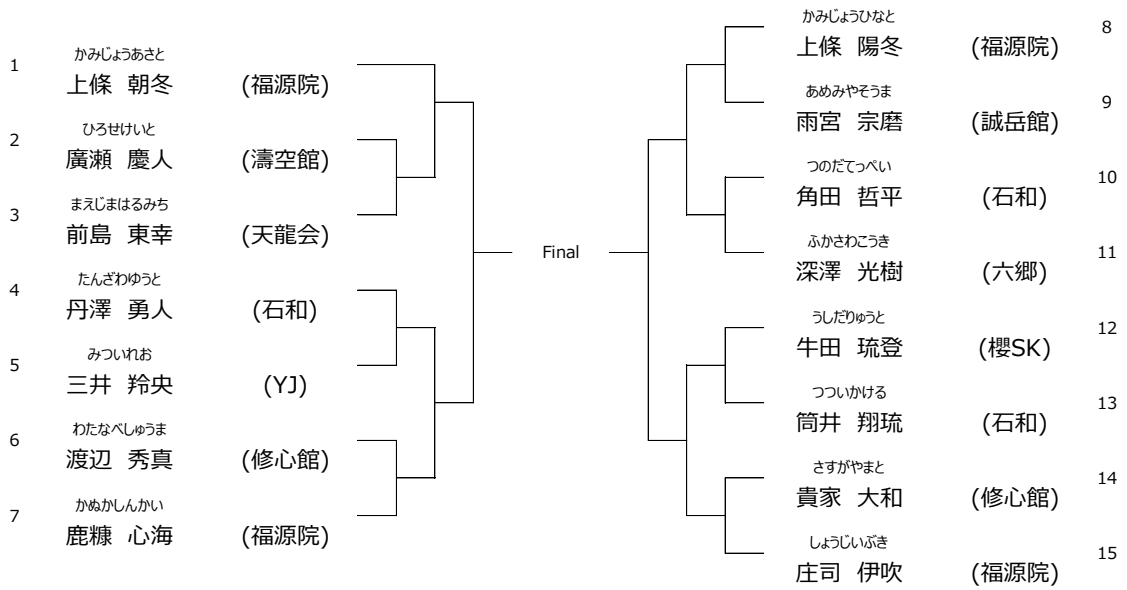 かみじょうあさと
1 上條 朝冬 (福源院)
ひろせけいと
2 廣瀬 慶人 (濤空館)
まえじまはるみち
3 前島 東幸 (天龍会)
たんざわゆうと
4 丹澤 勇人 (石和)
みついれお
5 三井 羚央 (YJ)
わたなべしゅうま
6 渡辺 秀真 (修心館)
かぬかしんかい
7 鹿糠 心海 (福源院)
Final
かみじょうひなと
8 上條 陽冬 (福源院)
あめみやそうま
9 雨宮 宗磨 (誠岳館)
つのだてっぺい
10 角田 哲平 (石和)
ふかさわこうき
11 深澤 光樹 (六郷)
うしだりゅうと
12 牛田 琉登 (櫻SK)
つついかける
13 筒井 翔琉 (石和)
さすがやまと
14 貴家 大和 (修心館)
しょうじいぶき
15 庄司 伊吹 (福源院)